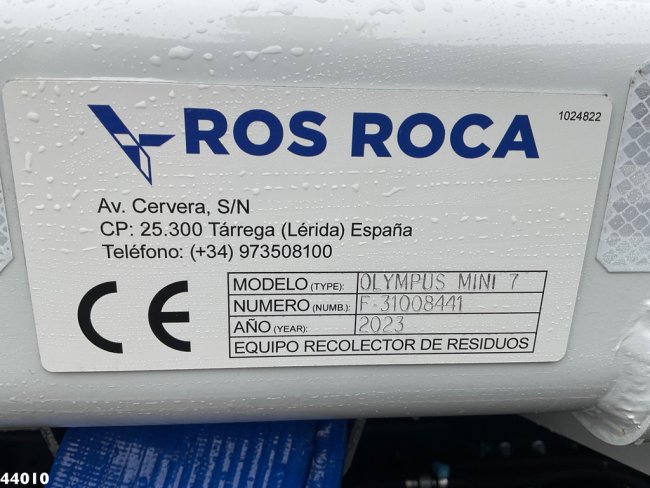 ROS ROCA
1024822
Av. Cervera, S/N
CP: 25.300 Tárrega (Lérida) España
Teléfono: (+34) 973508100
CE
MODELO (TYPE): OLYMPUS MINI 7
NUMERO (NUMB.): F-31008441
AÑO (YEAR): 2023
EQUIPO RECOLECTOR DE RESIDUOS
44010